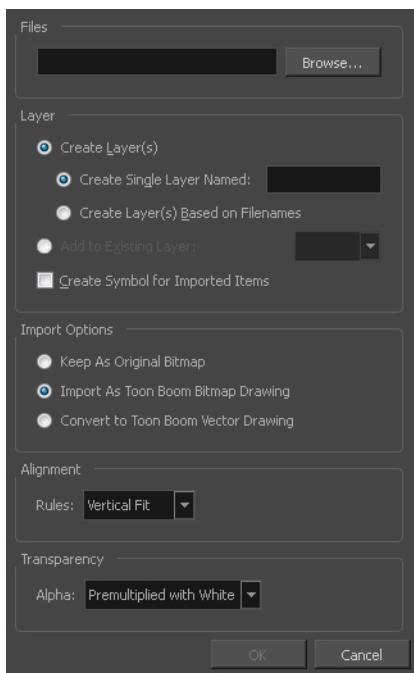 Files
Browse...
Layer
Create Layer(s)
Create Single Layer Named:
Create Layer(s) Based on Filenames
Add to Existing Layer:
Create Symbol for Imported Items
Import Options
Keep As Original Bitmap
Import As Toon Boom Bitmap Drawing
Convert to Toon Boom Vector Drawing
Alignment
Rules: Vertical Fit
Transparency
Alpha: Premultiplied with White
OK Cancel